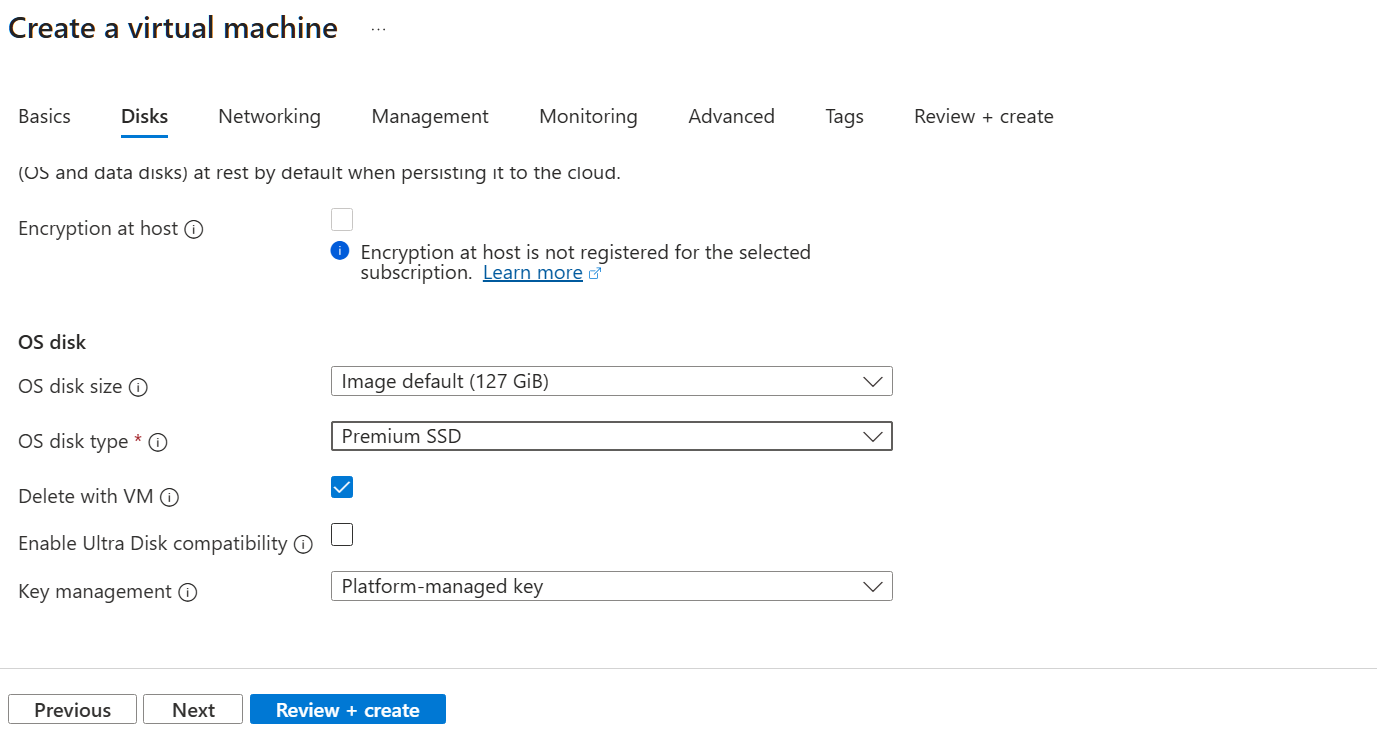 Create a virtual machine ...
Basics Disks Networking Management Monitoring Advanced Tags Review + create
(OS and data disks) at rest by default when persisting it to the cloud.
Encryption at host
Encryption at host is not registered for the selected
subscription. Learn more
OS disk
OS disk size Image default (127 GiB)
OS disk type * Premium SSD
Delete with VM
Enable Ultra Disk compatibility
Key management Platform-managed key
Previous Next Review + create